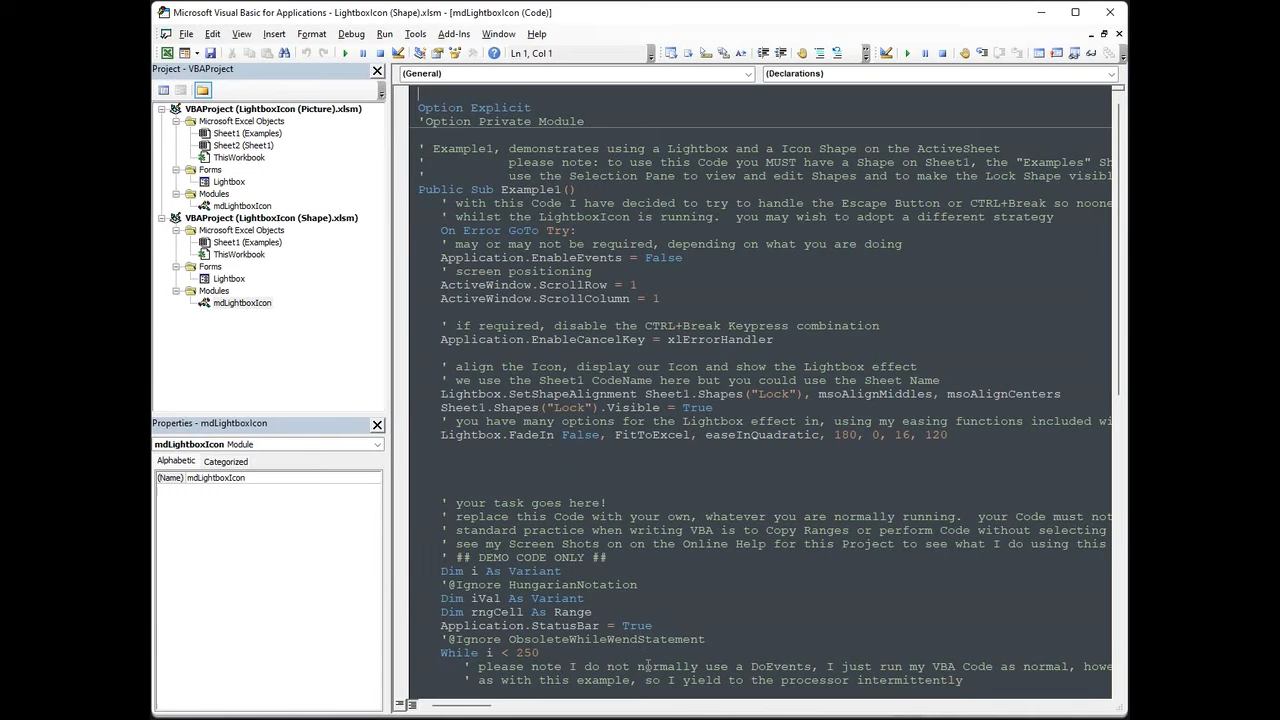 Microsoft Visual Basic for Applications - LightboxIcon (Shape).xlsm - [mdLightboxIcon (Code)]
File Edit View Insert Format Debug Run Tools Add-Ins Window Help
Ln 1, Col 1
Project - VBAProject
VBAProject (LightboxIcon (Picture).xlsm)
Microsoft Excel Objects
Sheet1 (Examples)
Sheet2 (Sheet1)
ThisWorkbook
Forms
Lightbox
Modules
mdLightboxIcon
VBAProject (LightboxIcon (Shape).xlsm)
Microsoft Excel Objects
Sheet1 (Examples)
ThisWorkbook
Forms
Lightbox
Modules
mdLightboxIcon
Properties - mdLightboxIcon
mdLightboxIcon Module
Alphabetic Categorized
(Name) mdLightboxIcon
(General) (Declarations)
Option Explicit
'Option Private Module
' Example1, demonstrates using a Lightbox and a Icon Shape on the ActiveSheet
' please note: to use this Code you MUST have a Shape on Sheet1, the "Examples" Sh
' use the Selection Pane to view and edit Shapes and to make the Lock Shape visibl
Public Sub Example1()
' with this Code I have decided to try to handle the Escape Button or CTRL+Break so noone
' whilst the LightboxIcon is running. you may wish to adopt a different strategy
On Error GoTo Try:
' may or may not be required, depending on what you are doing
Application.EnableEvents = False
' screen positioning
ActiveWindow.ScrollRow = 1
ActiveWindow.ScrollColumn = 1
' if required, disable the CTRL+Break Keypress combination
Application.EnableCancelKey = xlErrorHandler
' align the Icon, display our Icon and show the Lightbox effect
' we use the Sheet1 CodeName here but you could use the Sheet Name
Lightbox.SetShapeAlignment Sheet1.Shapes("Lock"), msoAlignMiddles, msoAlignCenters
Sheet1.Shapes("Lock").Visible = True
' you have many options for the Lightbox effect in, using my easing functions included wi
Lightbox.FadeIn False, FitToExcel, easeInQuadratic, 180, 0, 16, 120
' your task goes here!
' replace this Code with your own, whatever you are normally running. your Code must not
' standard practice when writing VBA is to Copy Ranges or perform Code without selecting
' see my Screen Shots on on the Online Help for this Project to see what I do using this
' ## DEMO CODE ONLY ##
Dim i As Variant
'@Ignore HungarianNotation
Dim iVal As Variant
Dim rngCell As Range
Application.StatusBar = True
'@Ignore ObsoleteWhileWendStatement
While i < 250
' please note I do not normally use a DoEvents, I just run my VBA Code as normal, howe
' as with this example, so I yield to the processor intermittently